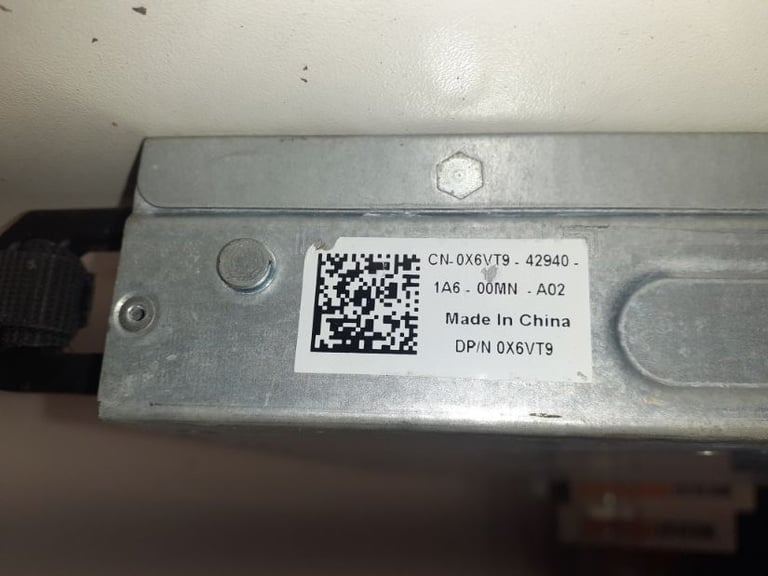 CN-0X6VT9 - 42940 -
1A6 - 00MN - A02
Made In China
DP/N 0X6VT9